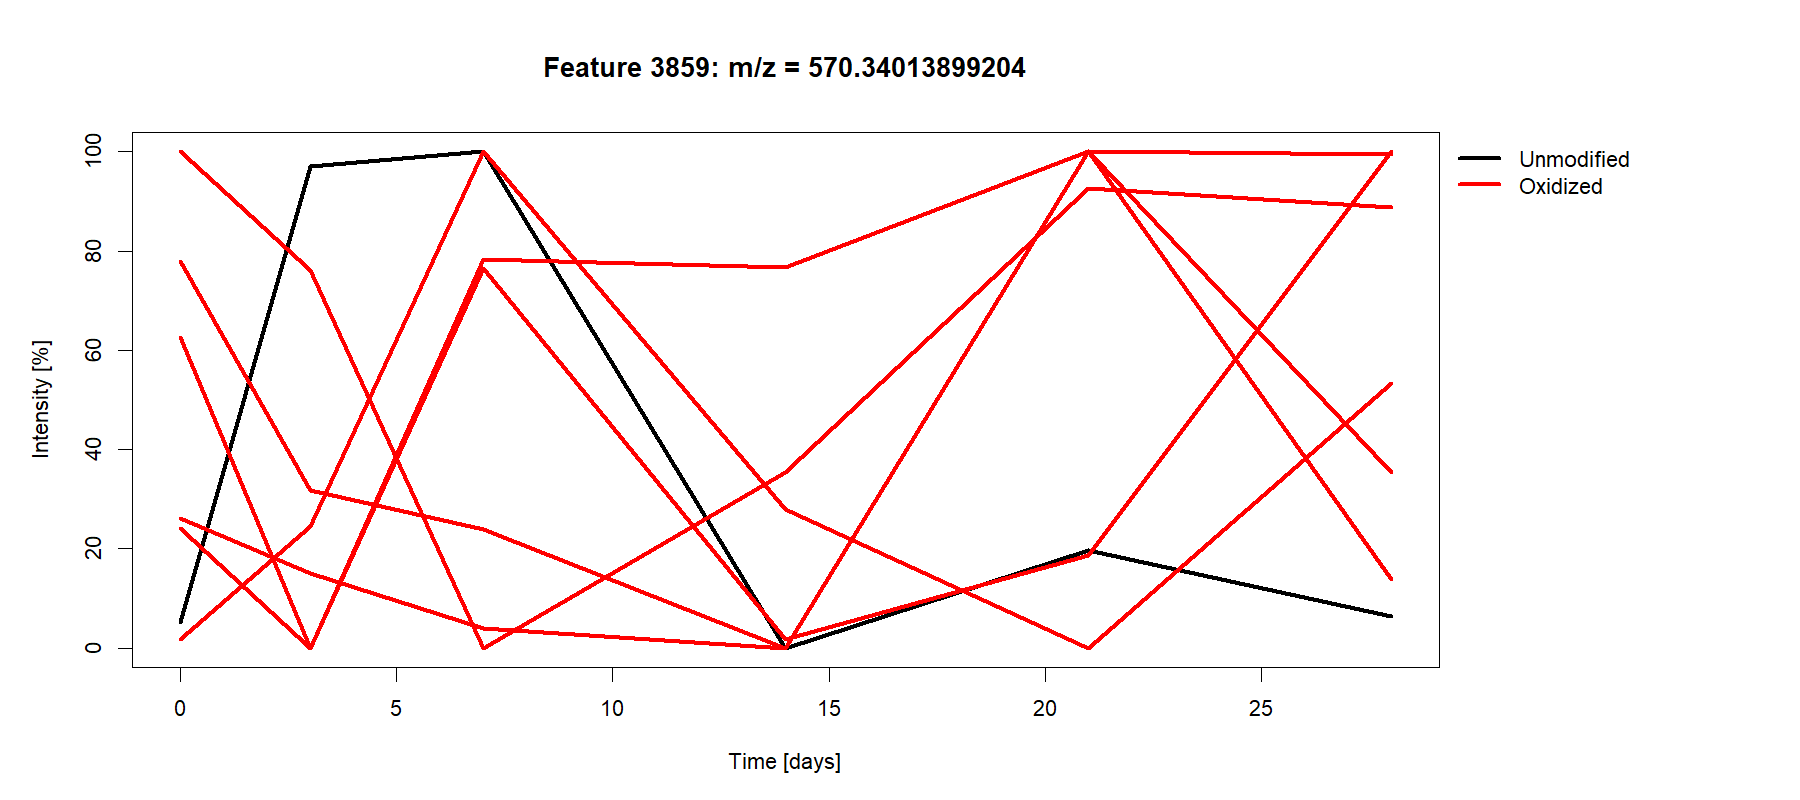 Feature 3859: m/z = 570.34013899204
Unmodified
Oxidized
Intensity [%]
100
80
60
40
20
0
0 5 10 15 20 25
Time [days]